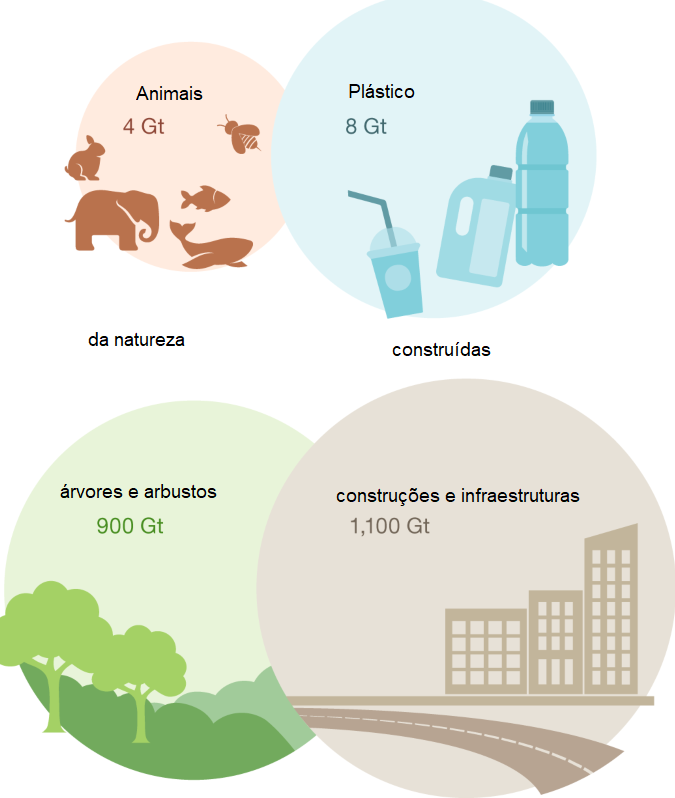 Animais
4 Gt
Plástico
8 Gt
da natureza
construídas
árvores e arbustos
900 Gt
construções e infraestruturas
1,100 Gt